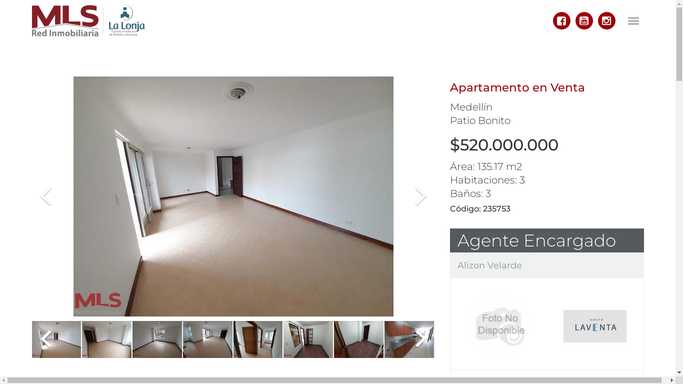 MLS
Red Inmobiliaria
La Lonja
Apartamento en Venta
Medellín
Patio Bonito
$520.000.000
Área: 135.17 m2
Habitaciones: 3
Baños: 3
Código: 235753
MLS
Agente Encargado
Alizon Velarde
Foto No
Disponible
LAVENTA